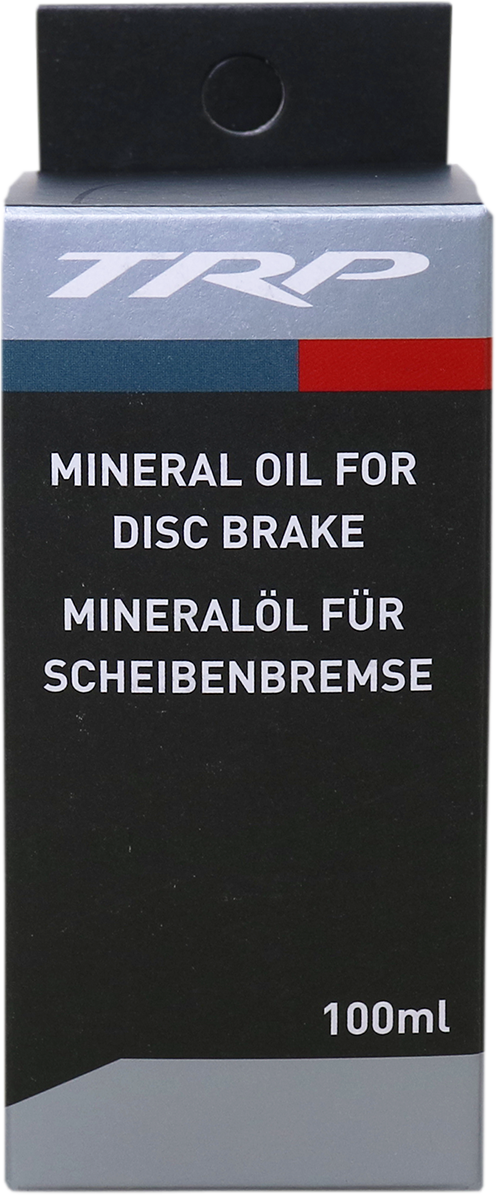 TRP
MINERAL OIL FOR
DISC BRAKE
MINERALÖL FÜR
SCHEIBENBREMSE
100ml